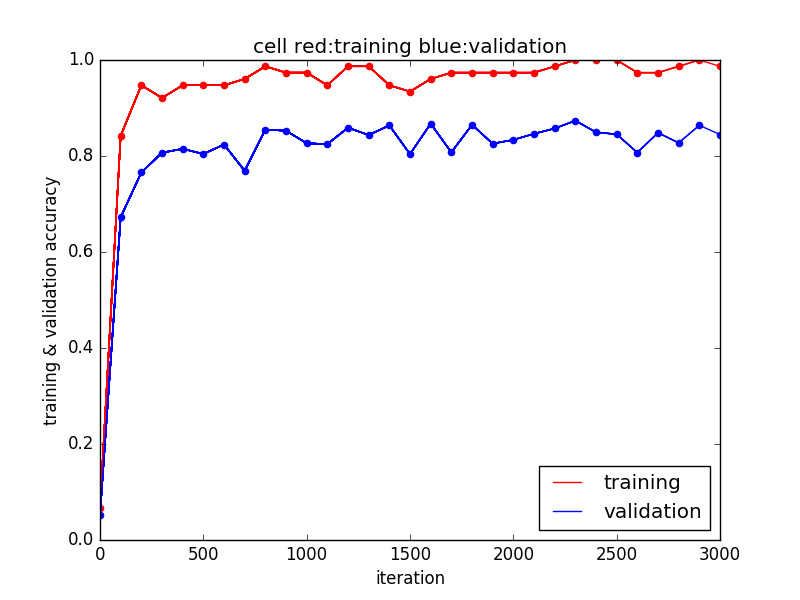 cell red:training blue:validation
1.0
0.8
0.6
0.4
0.2
0.0
training & validation accuracy
0 500 1000 1500 2000 2500 3000
iteration
training
validation